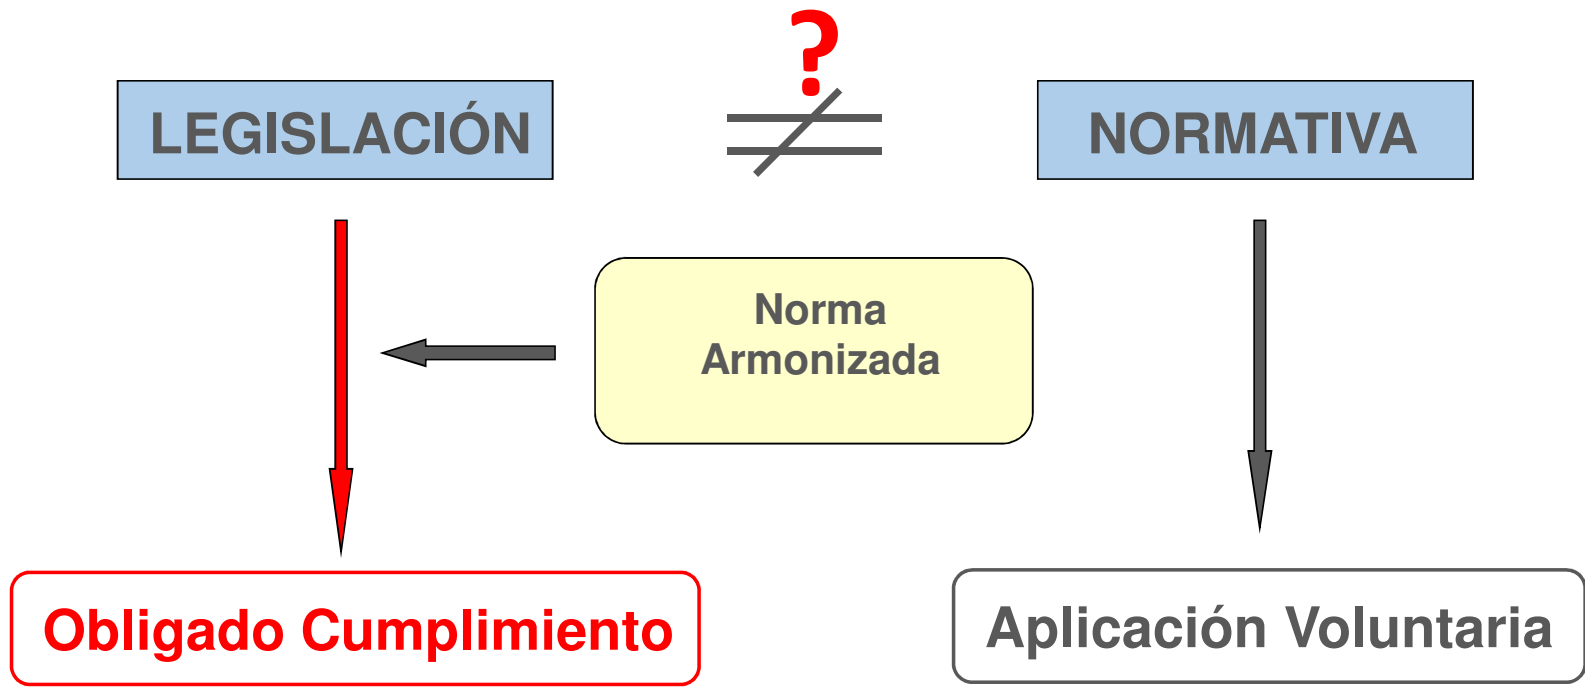 ?
LEGISLACIÓN
≠
NORMATIVA
Norma
Armonizada
Obligado Cumplimiento
Aplicación Voluntaria